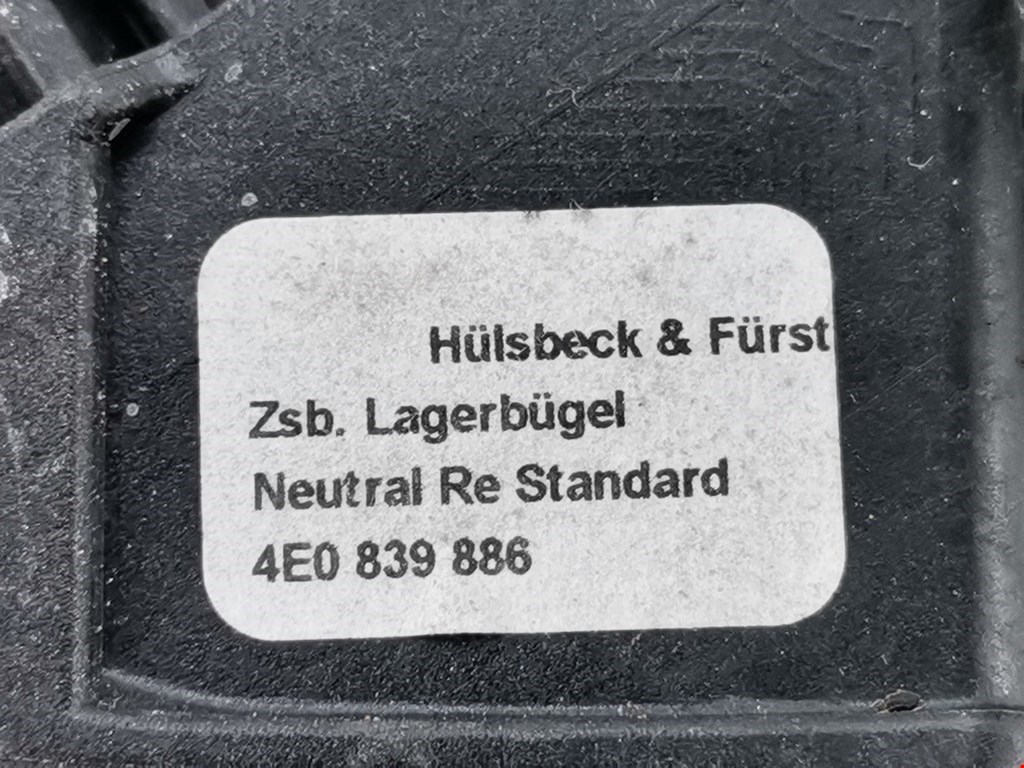 Hülsbeck & Fürst
Zsb. Lagerbügel
Neutral Re Standard
4E0 839 886